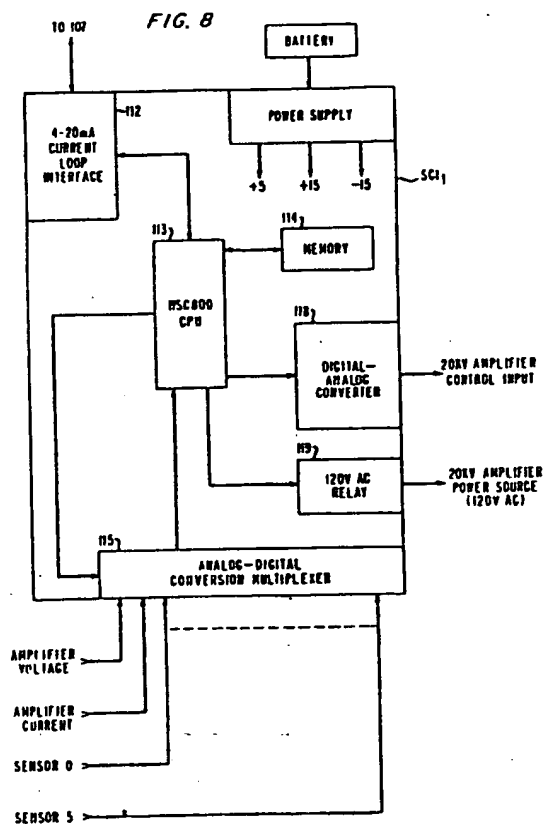 FIG. 8
TO 107
BATTERY
112
4-20mA
CURRENT
LOOP
INTERFACE
POWER SUPPLY
+5
+15
-15
SCI1
113
NSC800
CPU
114
MEMORY
118
DIGITAL-
ANALOG
CONVERTER
20KV AMPLIFIER
CONTROL INPUT
119
120V AC
RELAY
20KV AMPLIFIER
POWER SOURCE
(120V AC)
115
ANALOG-DIGITAL
CONVERSION MULTIPLEXER
AMPLIFIER
VOLTAGE
AMPLIFIER
CURRENT
SENSOR 0
SENSOR 5